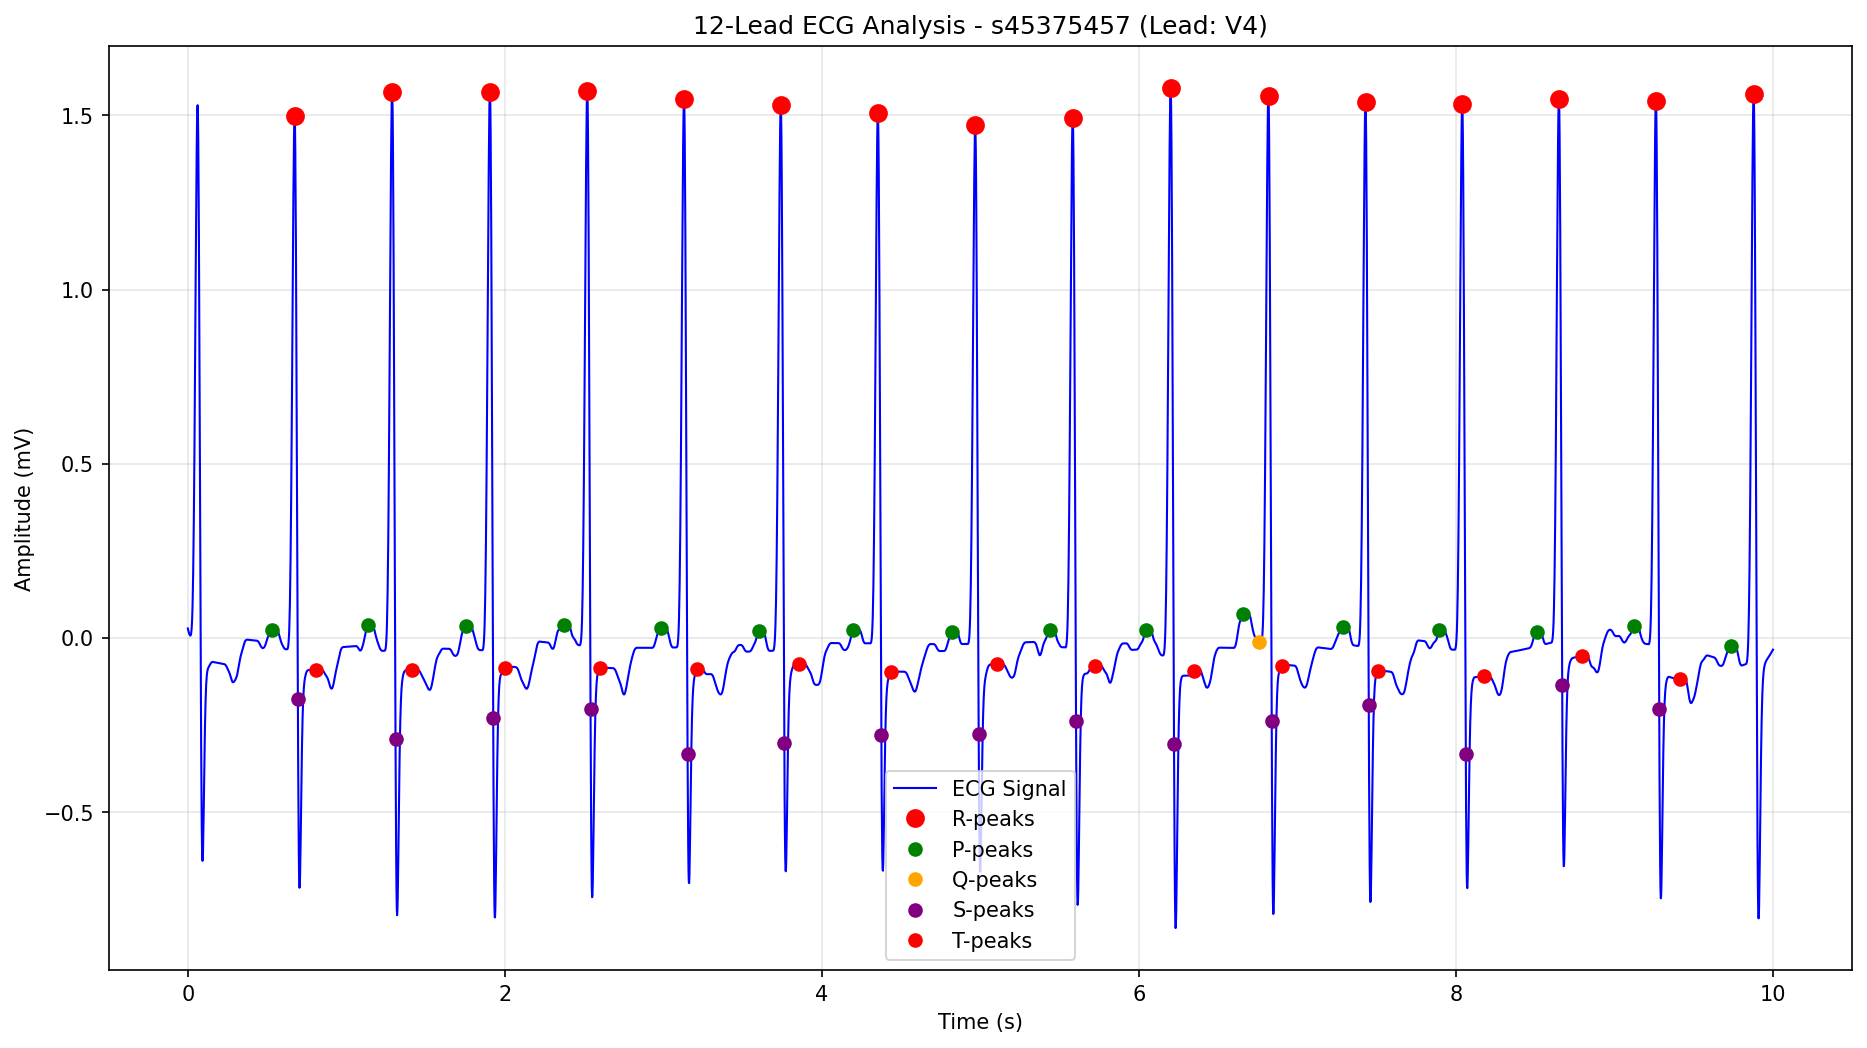 12-Lead ECG Analysis - s45375457 (Lead: V4)
Amplitude (mV)
1.5
1.0
0.5
0.0
−0.5
ECG Signal
R-peaks
P-peaks
Q-peaks
S-peaks
T-peaks
0 2 4 6 8 10
Time (s)